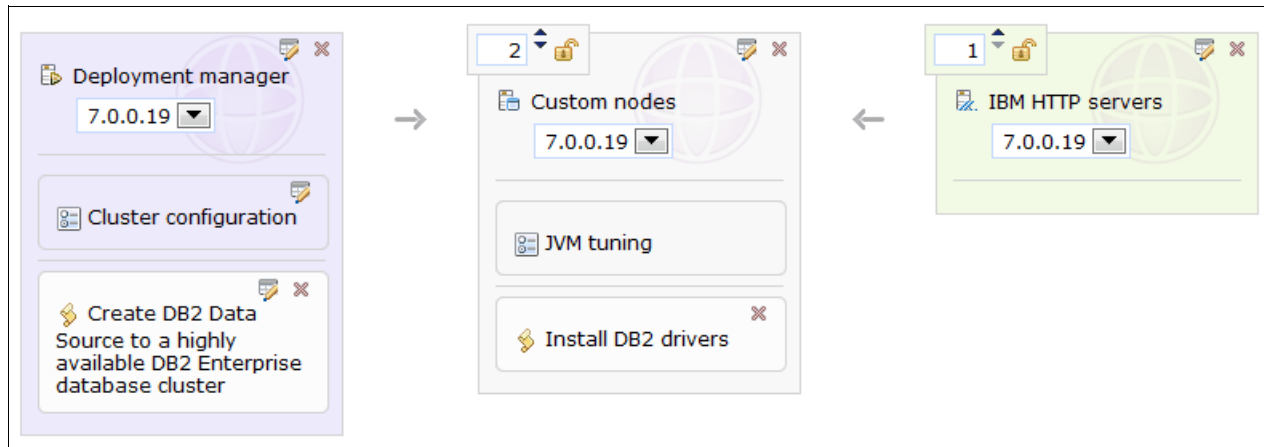 Deployment manager
7.0.0.19
Cluster configuration
Create DB2 Data
Source to a highly
available DB2 Enterprise
database cluster
2
Custom nodes
7.0.0.19
JVM tuning
Install DB2 drivers
1
IBM HTTP servers
7.0.0.19